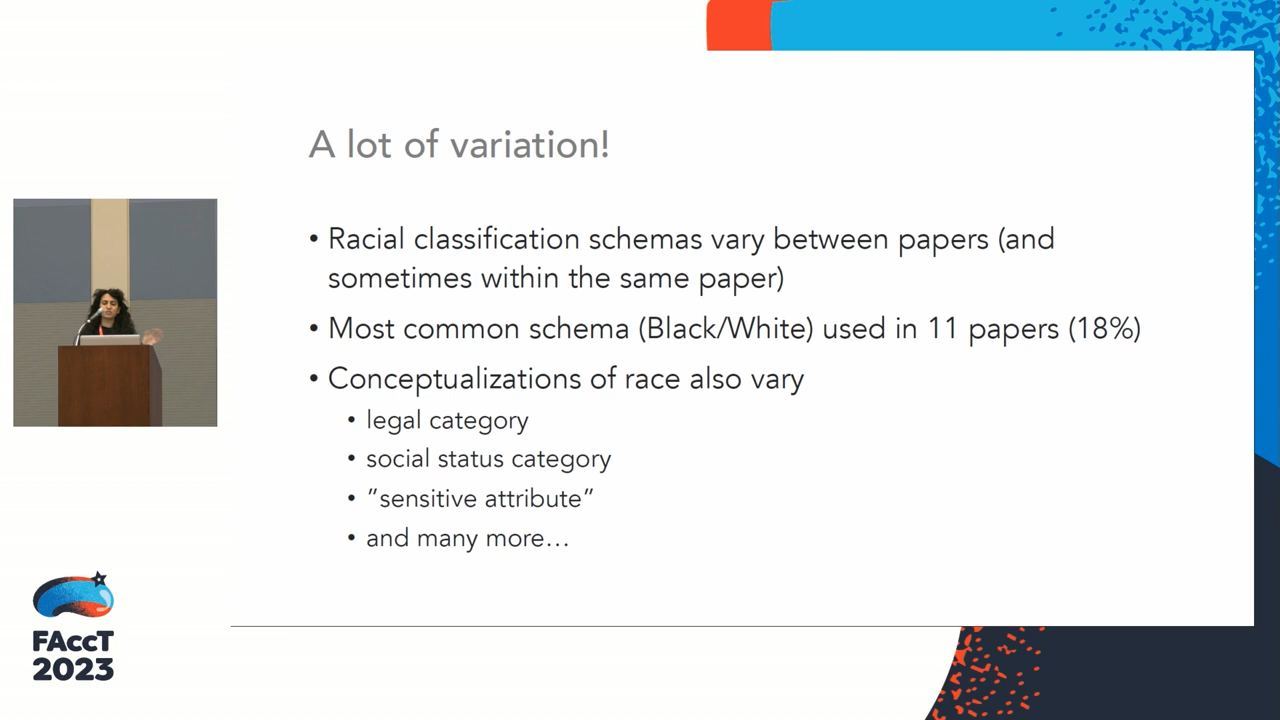 A lot of variation!
• Racial classification schemas vary between papers (and
sometimes within the same paper)
• Most common schema (Black/White) used in 11 papers (18%)
• Conceptualizations of race also vary
• legal category
• social status category
• ”sensitive attribute”
• and many more…
FAccT
2023